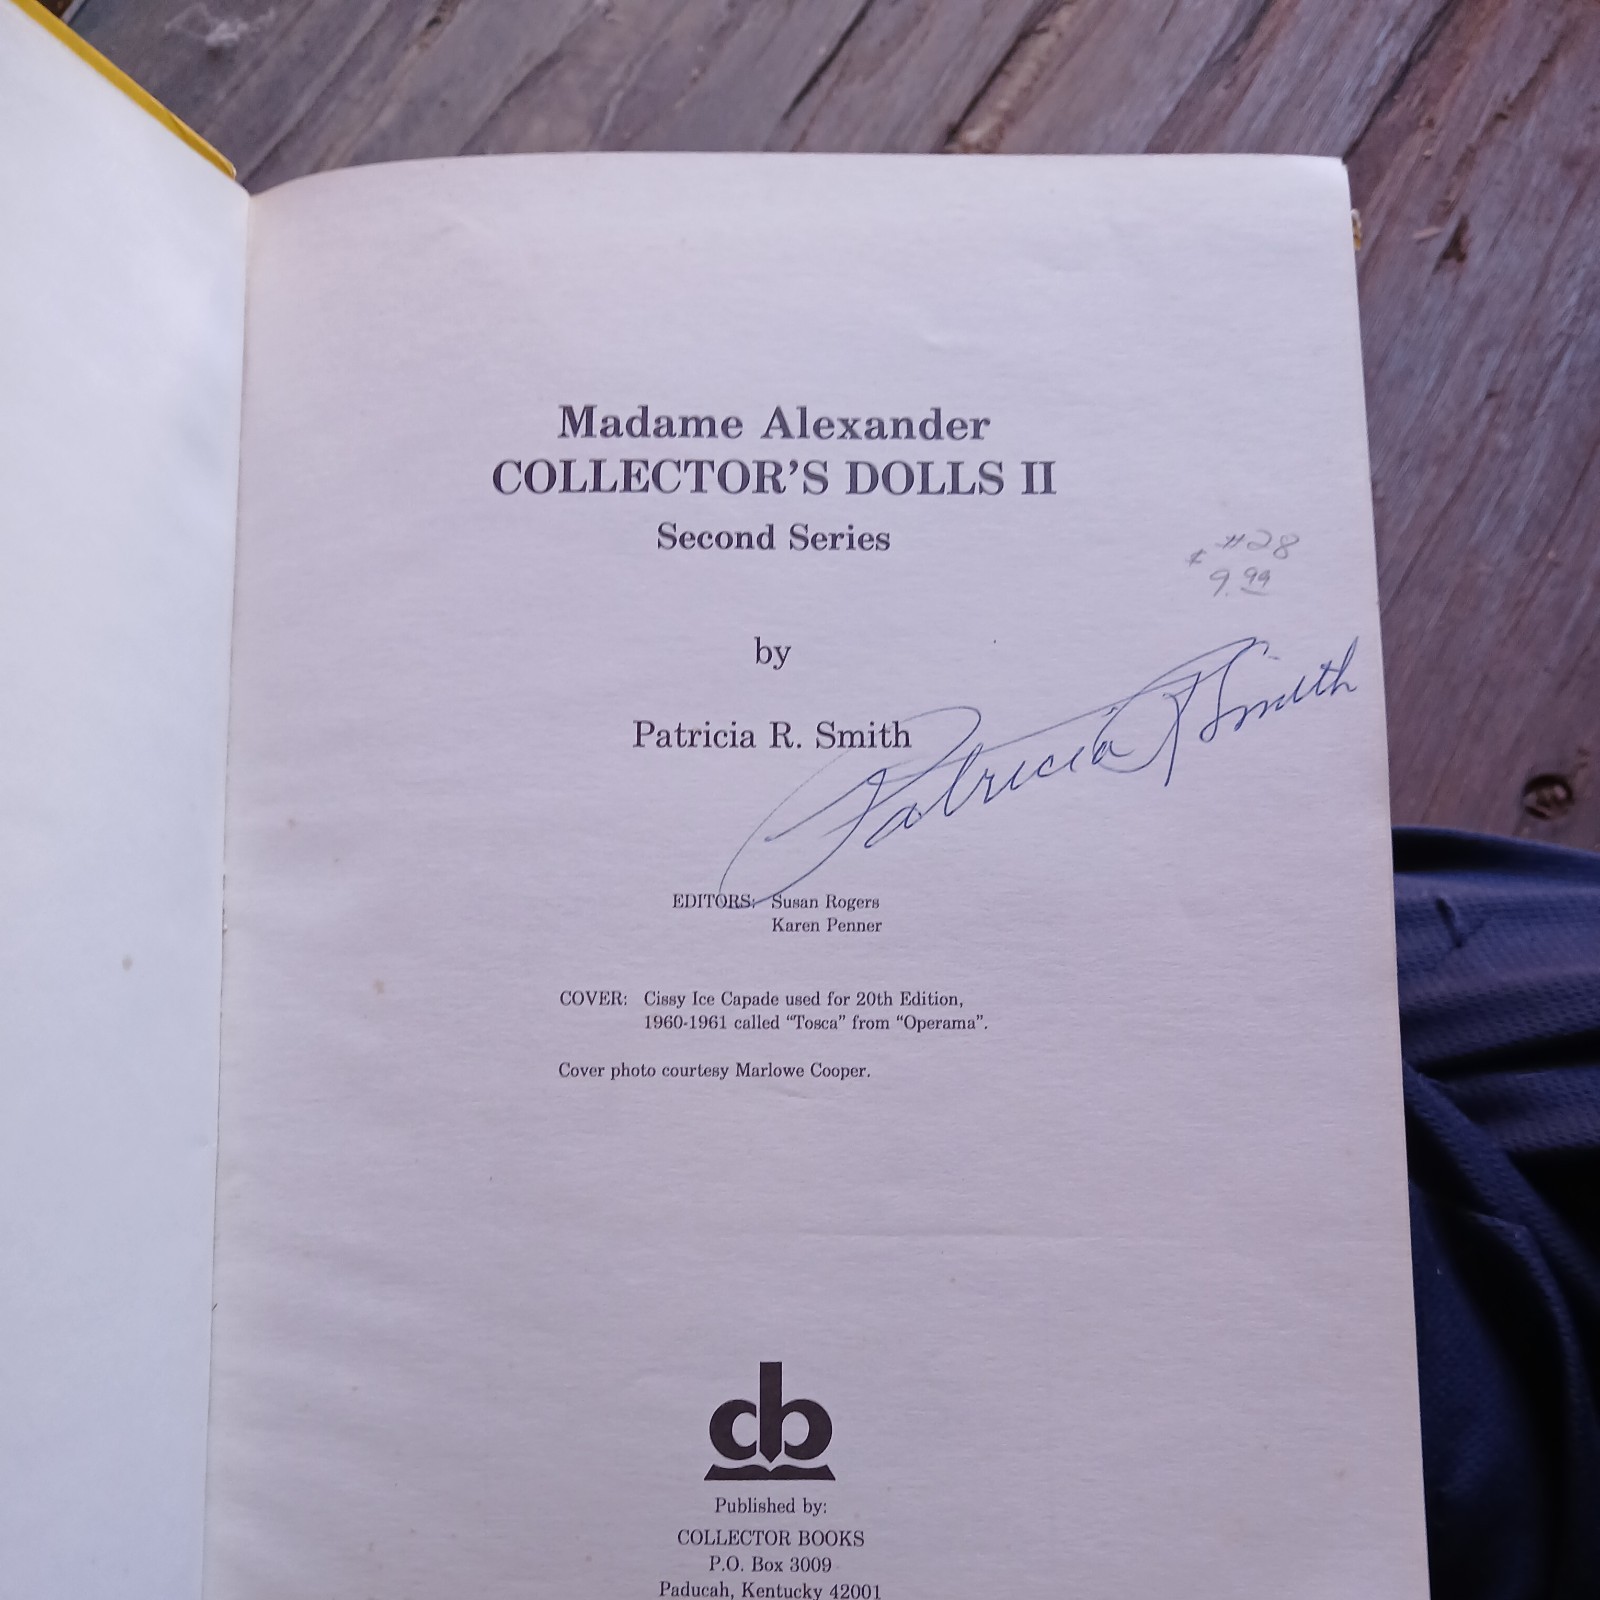 Madame Alexander
COLLECTOR'S DOLLS II
Second Series
#28
9.99
by
Patricia R. Smith
Patricia R Smith
EDITORS: Susan Rogers
Karen Penner
COVER: Cissy Ice Capade used for 20th Edition,
1960-1961 called "Tosca" from "Operama".
Cover photo courtesy Marlowe Cooper.
cb
Published by:
COLLECTOR BOOKS
P.O. Box 3009
Paducah, Kentucky 42001